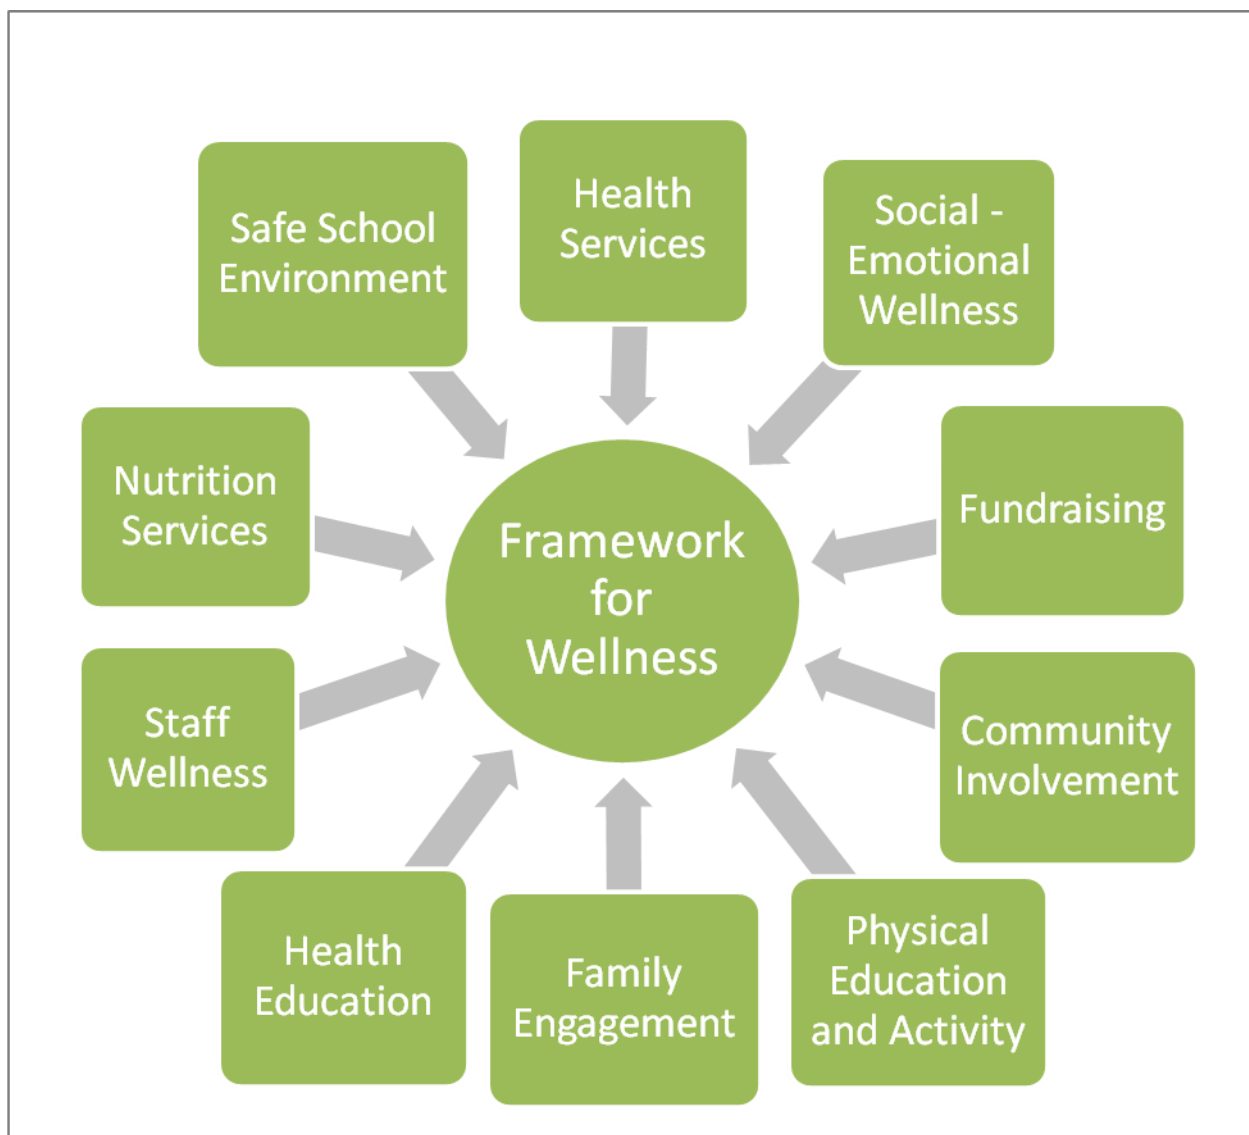 Safe School
Environment
Health
Services
Social -
Emotional
Wellness
Nutrition
Services
Fundraising
Framework
for
Wellness
Staff
Wellness
Community
Involvement
Health
Education
Family
Engagement
Physical
Education
and Activity